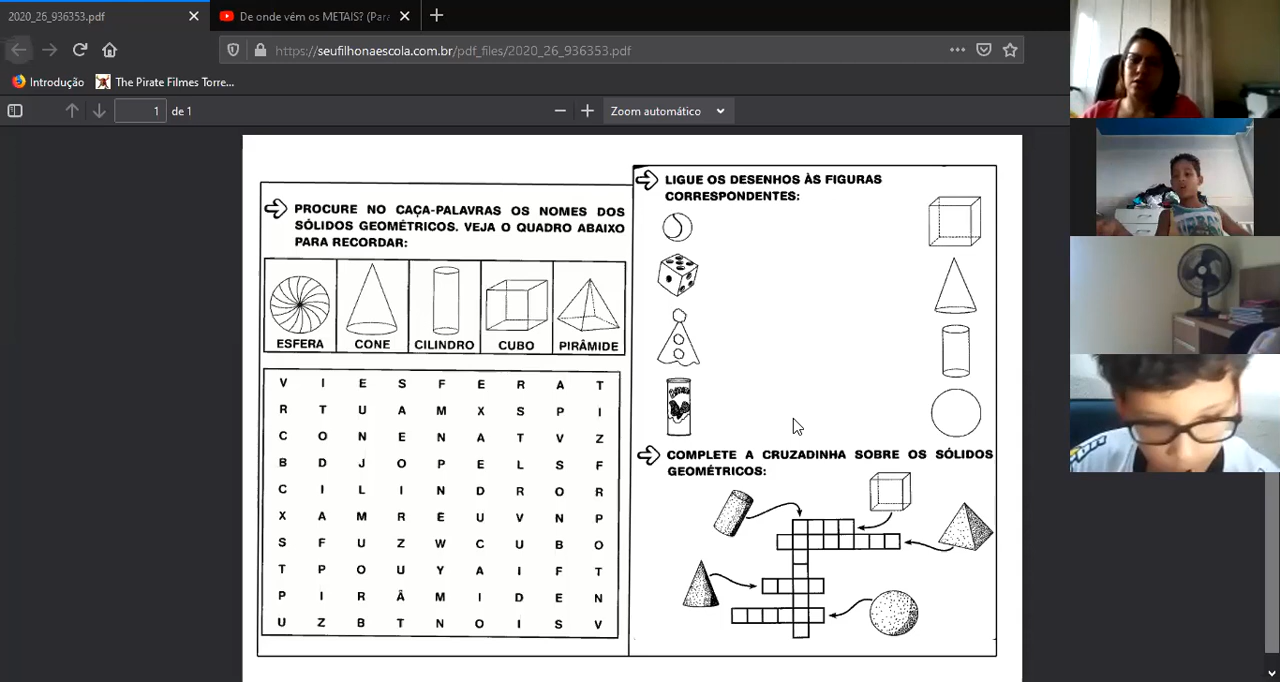 2020_26_936353.pdf
De onde vêm os METAIS? (Par
https://seufilhonaescola.com.br/pdf_files/2020_26_936353.pdf
Introdução
The Pirate Filmes Torre...
1 de 1
Zoom automático
PROCURE NO CAÇA-PALAVRAS OS NOMES DOS
SÓLIDOS GEOMÉTRICOS. VEJA O QUADRO ABAIXO
PARA RECORDAR:
ESFERA CONE CILINDRO CUBO PIRÂMIDE
V I E S F E R A T
R T U A M X S P I
C O N E N A T V Z
B D J O P E L S F
C I L I N D R O R
X A M R E U V N P
S F U Z W C U B O
T P O U Y A I F T
P I R Â M I D E N
U Z B T N O I S V
LIGUE OS DESENHOS ÀS FIGURAS
CORRESPONDENTES:
COMPLETE A CRUZADINHA SOBRE OS SÓLIDOS
GEOMÉTRICOS: